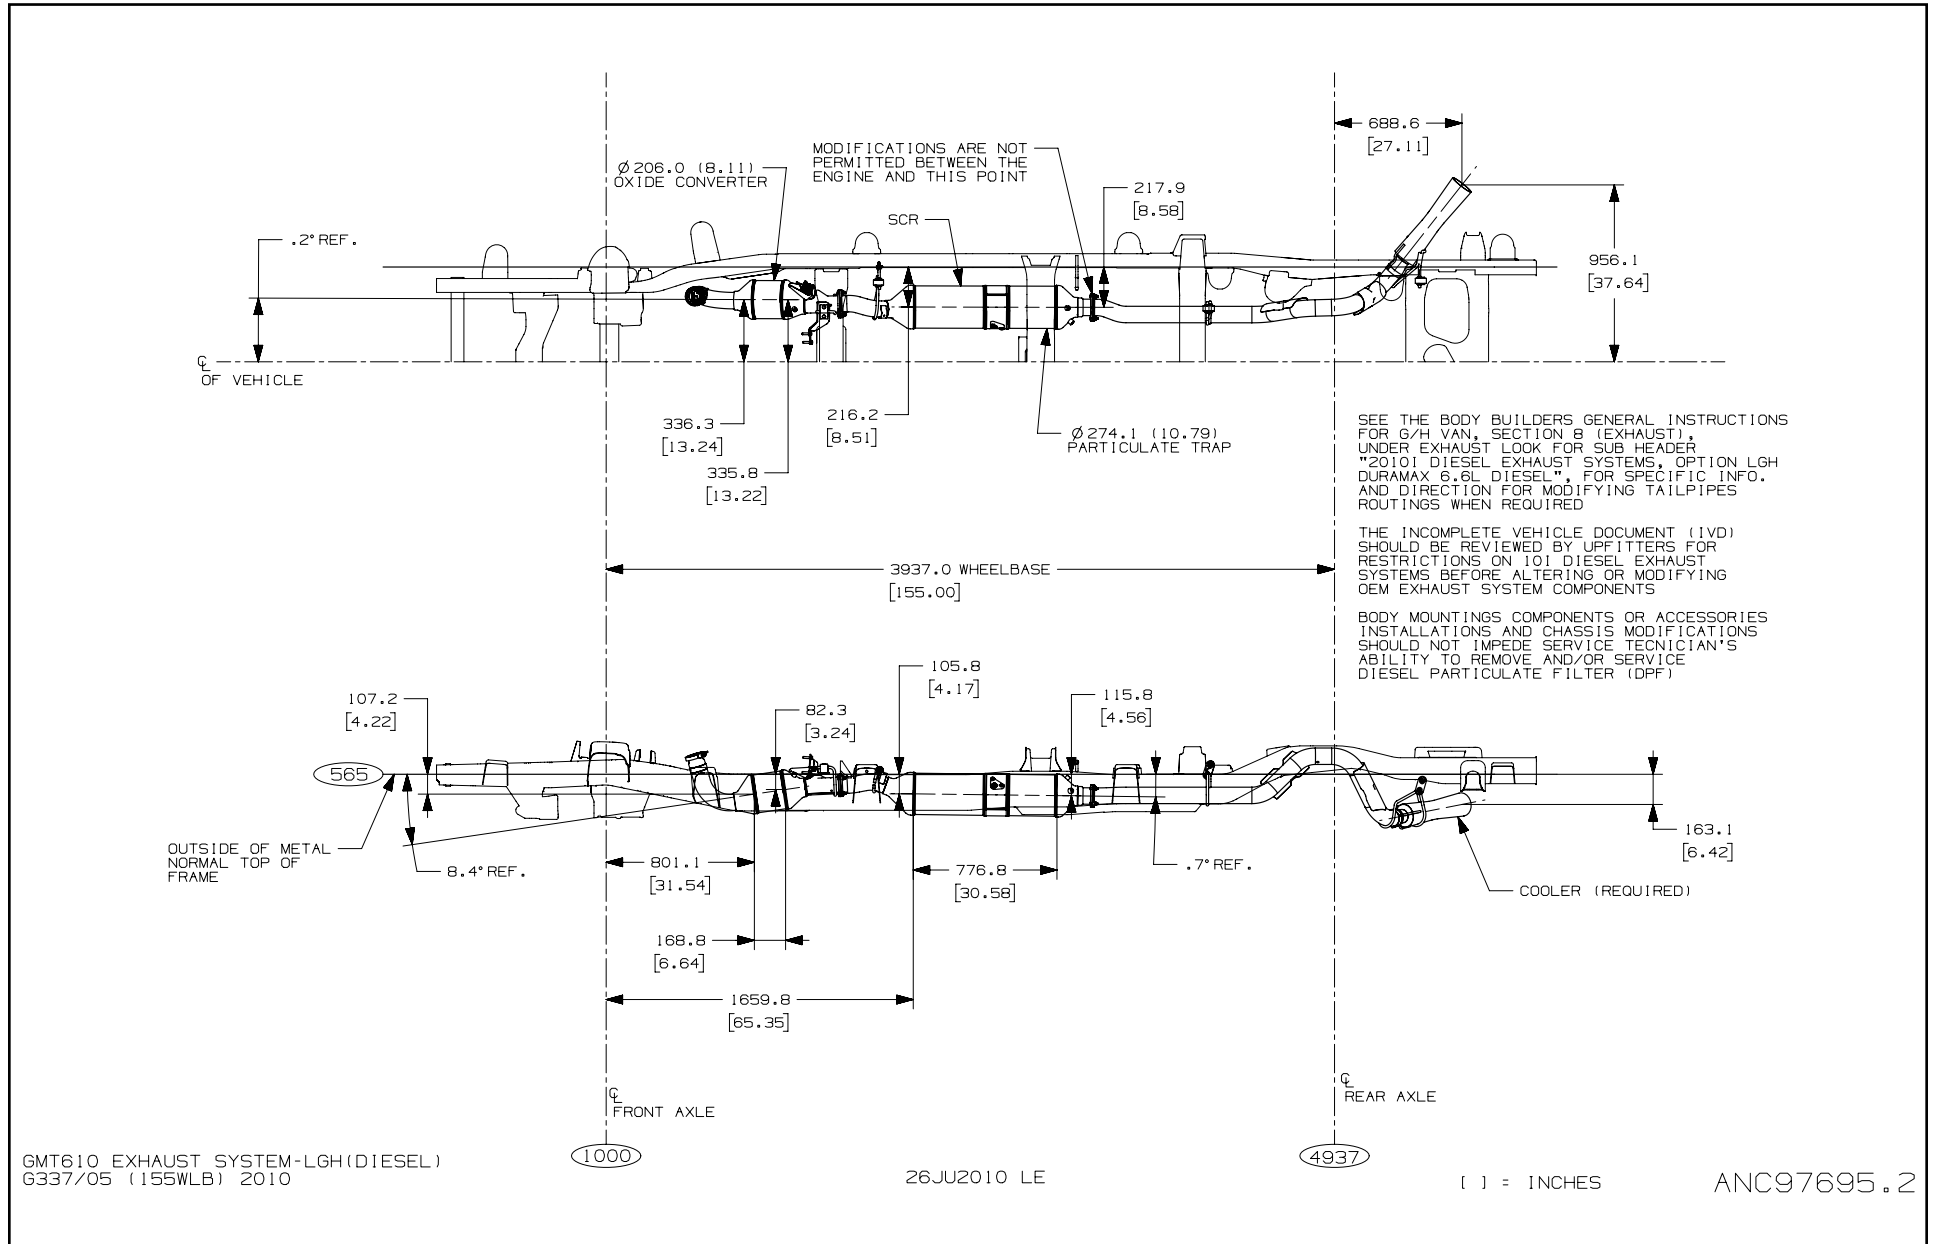 688.6
[27.11]
MODIFICATIONS ARE NOT
PERMITTED BETWEEN THE
ENGINE AND THIS POINT
Ø206.0 (8.11)
OXIDE CONVERTER
217.9
[8.58]
SCR
.2° REF.
956.1
[37.64]
CL
OF VEHICLE
336.3
[13.24]
216.2
[8.51]
Ø274.1 (10.79)
PARTICULATE TRAP
335.8
[13.22]
SEE THE BODY BUILDERS GENERAL INSTRUCTIONS
FOR G/H VAN, SECTION 8 (EXHAUST),
UNDER EXHAUST LOOK FOR SUB HEADER
"2010I DIESEL EXHAUST SYSTEMS, OPTION LGH
DURAMAX 6.6L DIESEL", FOR SPECIFIC INFO.
AND DIRECTION FOR MODIFYING TAILPIPES
ROUTINGS WHEN REQUIRED
THE INCOMPLETE VEHICLE DOCUMENT (IVD)
SHOULD BE REVIEWED BY UPFITTERS FOR
RESTRICTIONS ON 10I DIESEL EXHAUST
SYSTEMS BEFORE ALTERING OR MODIFYING
OEM EXHAUST SYSTEM COMPONENTS
BODY MOUNTINGS COMPONENTS OR ACCESSORIES
INSTALLATIONS AND CHASSIS MODIFICATIONS
SHOULD NOT IMPEDE SERVICE TECNICIAN'S
ABILITY TO REMOVE AND/OR SERVICE
DIESEL PARTICULATE FILTER (DPF)
3937.0 WHEELBASE
[155.00]
105.8
[4.17]
107.2
[4.22]
82.3
[3.24]
115.8
[4.56]
565
163.1
[6.42]
OUTSIDE OF METAL
NORMAL TOP OF
FRAME
8.4° REF.
801.1
[31.54]
776.8
[30.58]
.7° REF.
COOLER (REQUIRED)
168.8
[6.64]
1659.8
[65.35]
CL
FRONT AXLE
CL
REAR AXLE
1000
4937
GMT610 EXHAUST SYSTEM-LGH(DIESEL)
G337/05 (155WLB) 2010
26JU2010 LE
[ ] = INCHES
ANC97695.2